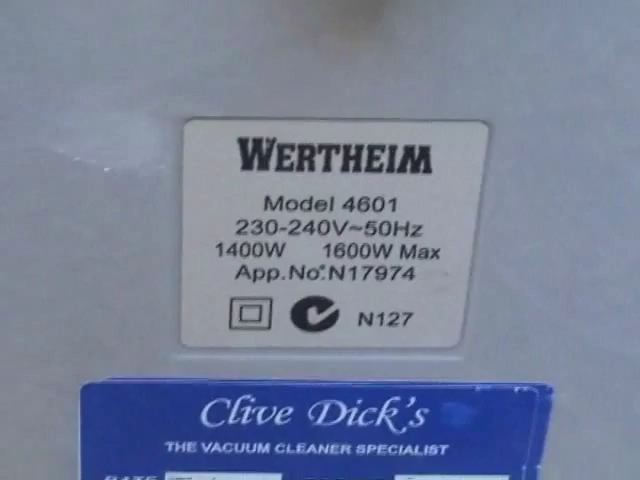 WERTHEIM
Model 4601
230-240V~50Hz
1400W 1600W Max
App.No.N17974
N127
Clive Dick's
THE VACUUM CLEANER SPECIALIST
DATE